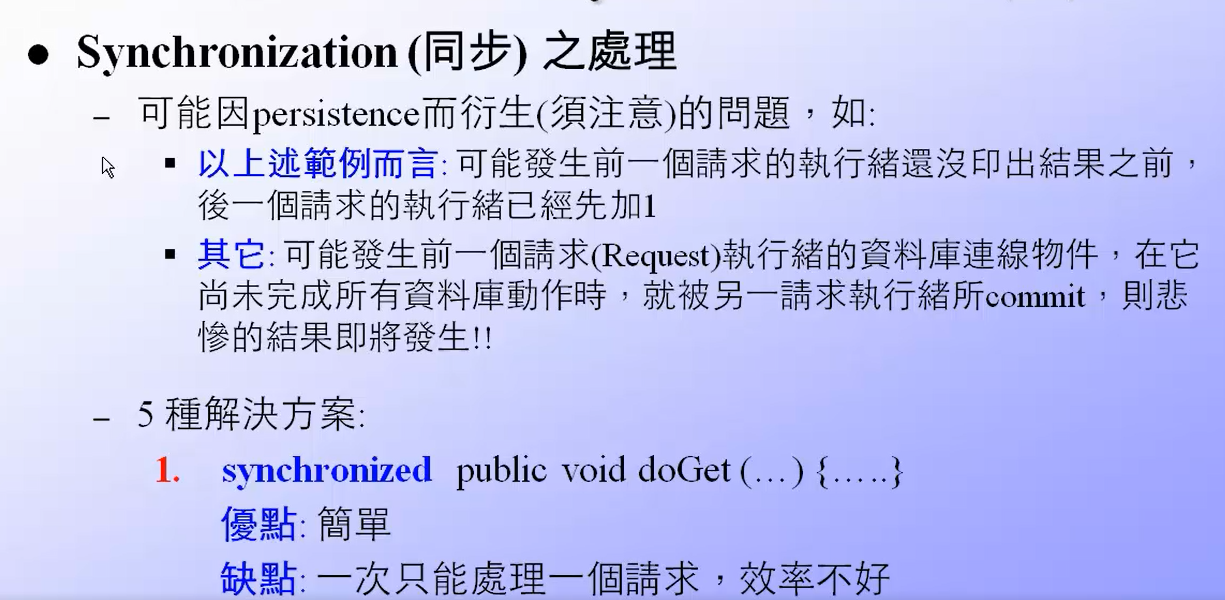 ● Synchronization (同步) 之處理
– 可能因persistence而衍生(須注意)的問題，如:
▪ 以上述範例而言: 可能發生前一個請求的執行緒還沒印出結果之前，
後一個請求的執行緒已經先加1
▪ 其它: 可能發生前一個請求(Request)執行緒的資料庫連線物件，在它
尚未完成所有資料庫動作時，就被另一請求執行緒所commit，則悲
慘的結果即將發生!!
– 5 種解決方案:
1. synchronized public void doGet (…) {…..}
優點: 簡單
缺點: 一次只能處理一個請求，效率不好